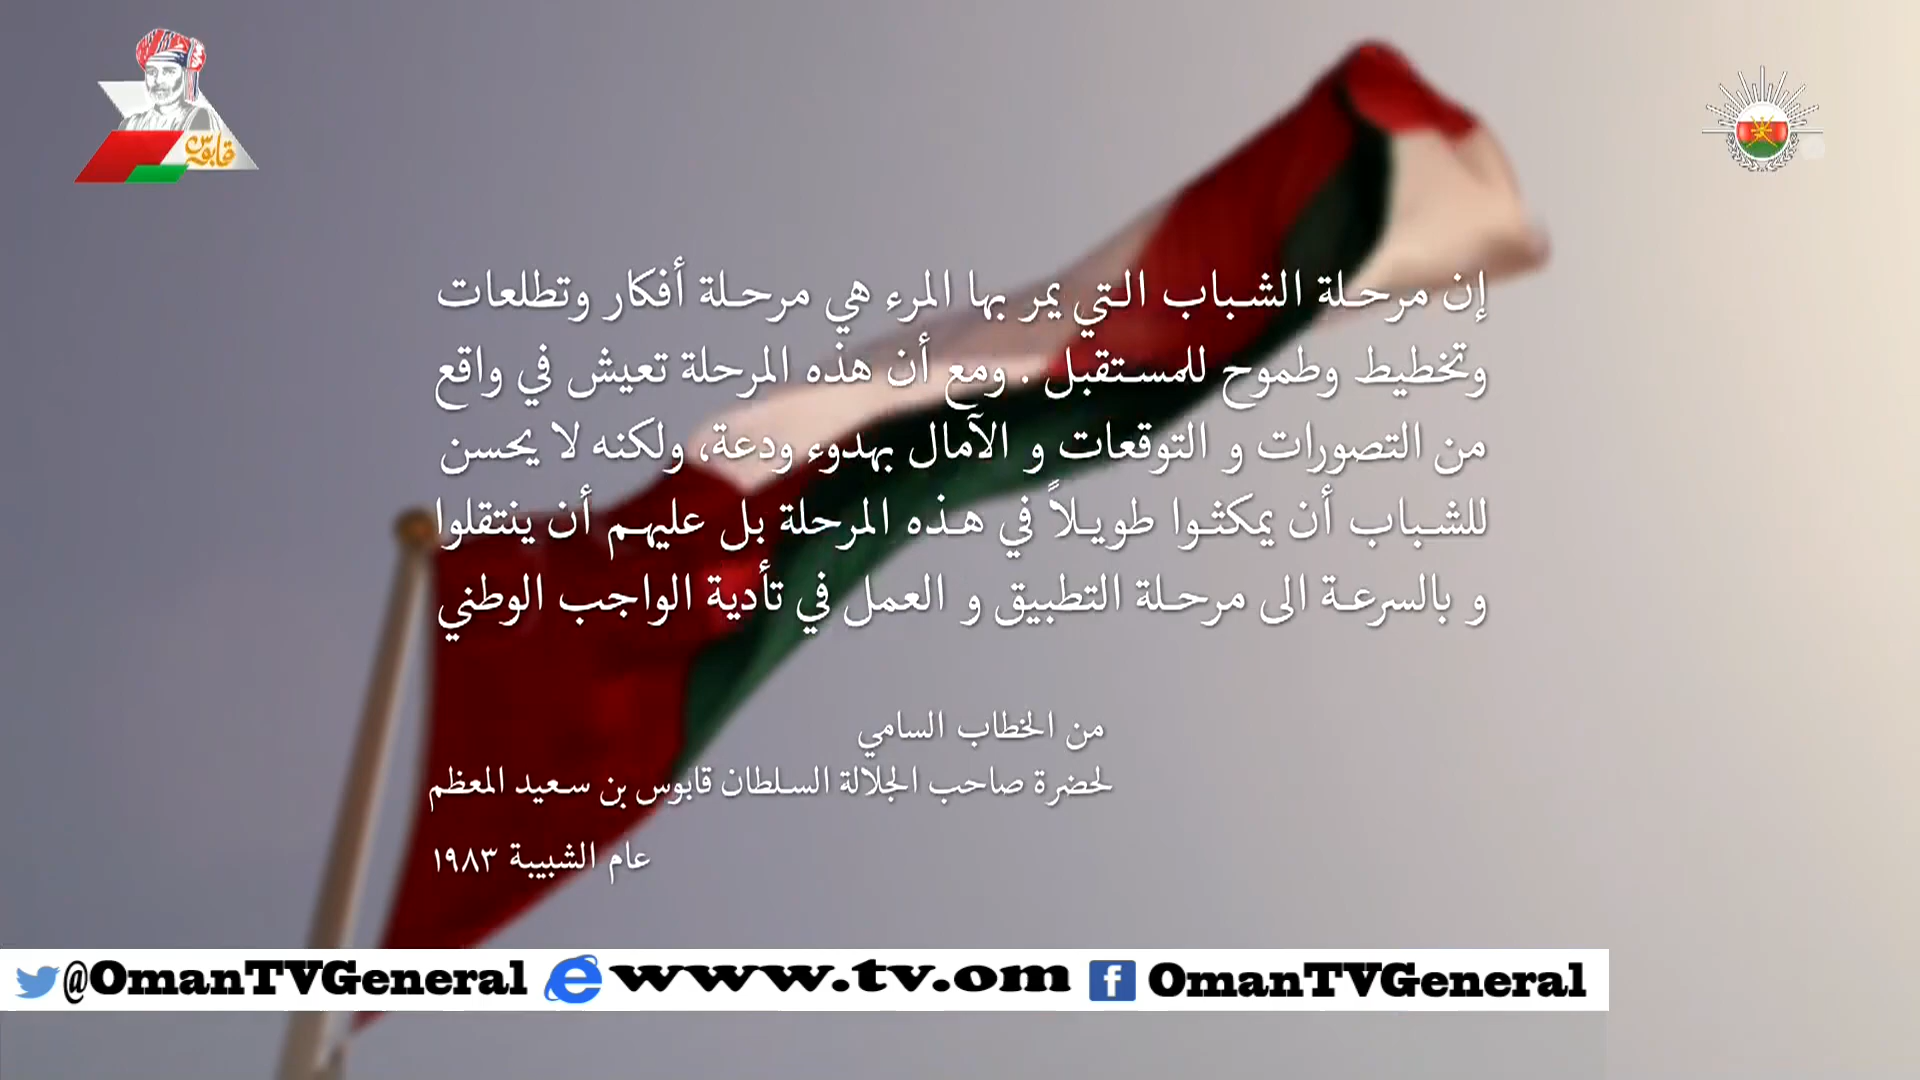 قابوس
إن مرحلة الشباب التي يمر بها المرء هي مرحلة أفكار وتطلعات
وتخطيط وطموح للمستقبل . ومع أن هذه المرحلة تعيش في واقع
من التصورات و التوقعات و الآمال بهدوء ودعة، ولكنه لا يحسن
للشباب أن يمكثوا طويلاً في هذه المرحلة بل عليهم أن ينتقلوا
و بالسرعة الى مرحلة التطبيق و العمل في تأدية الواجب الوطني
من الخطاب السامي
لحضرة صاحب الجلالة السلطان قابوس بن سعيد المعظم
عام الشبيبة ١٩٨٣
@OmanTVGeneral www.tv.om OmanTVGeneral